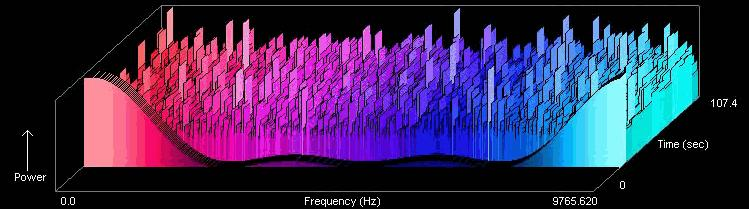 107.4
Time (sec)
Power
0
0.0
Frequency (Hz)
9765.620